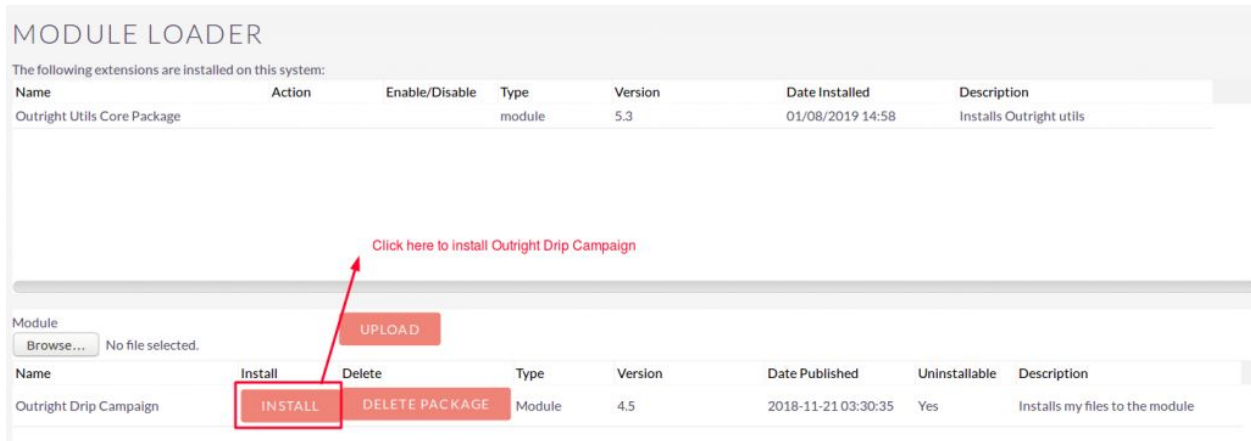 MODULE LOADER
The following extensions are installed on this system:
Name Action Enable/Disable Type Version Date Installed Description
Outright Utils Core Package module 5.3 01/08/2019 14:58 Installs Outright utils
Click here to install Outright Drip Campaign
Module
UPLOAD
Browse... No file selected.
Name Install Delete Type Version Date Published Uninstallable Description
Outright Drip Campaign INSTALL DELETE PACKAGE Module 4.5 2018-11-21 03:30:35 Yes Installs my files to the module